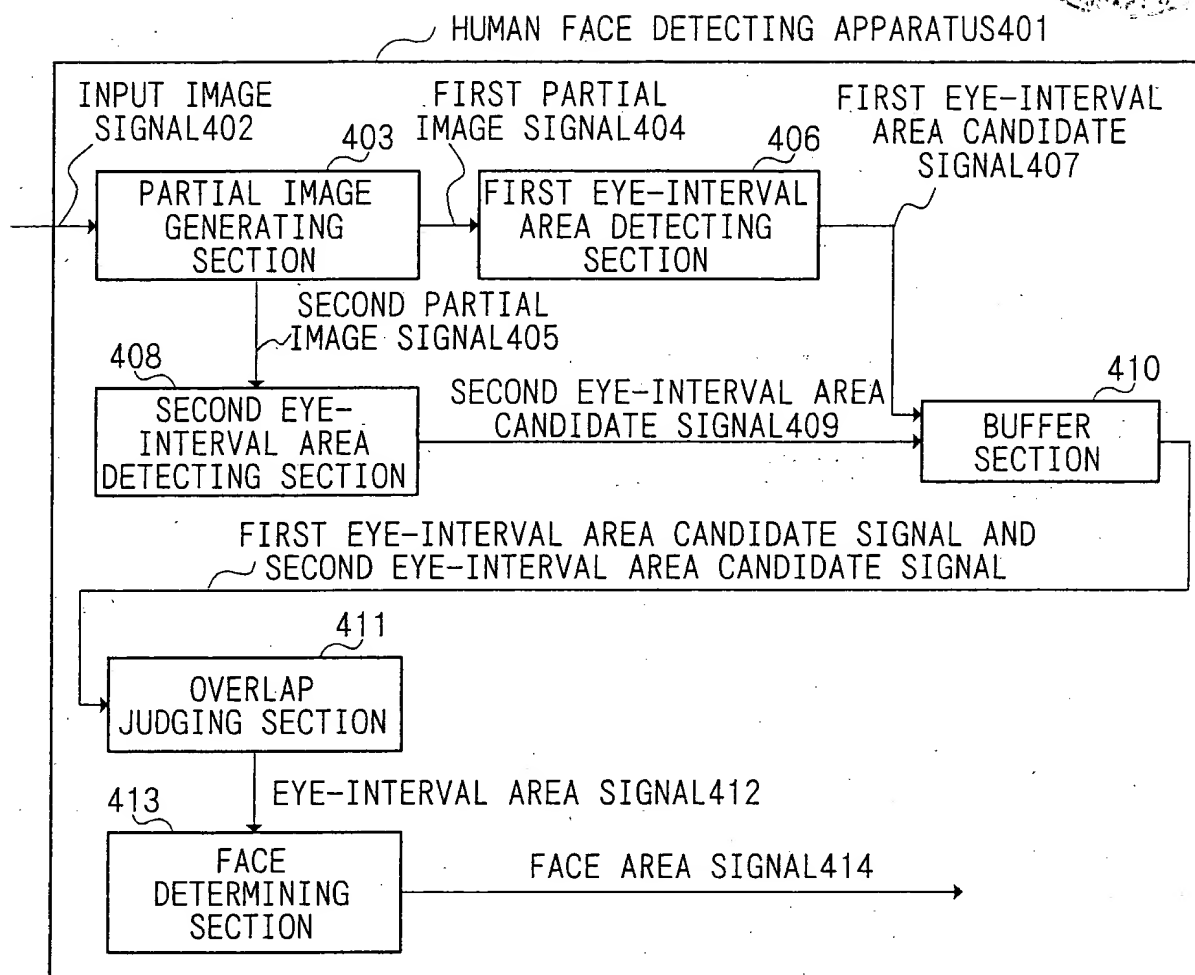 HUMAN FACE DETECTING APPARATUS401
INPUT IMAGE
SIGNAL402
FIRST PARTIAL
IMAGE SIGNAL404
FIRST EYE-INTERVAL
AREA CANDIDATE
SIGNAL407
403
PARTIAL IMAGE
GENERATING
SECTION
406
FIRST EYE-INTERVAL
AREA DETECTING
SECTION
SECOND PARTIAL
IMAGE SIGNAL405
408
SECOND EYE-
INTERVAL AREA
DETECTING SECTION
SECOND EYE-INTERVAL AREA
CANDIDATE SIGNAL409
410
BUFFER
SECTION
FIRST EYE-INTERVAL AREA CANDIDATE SIGNAL AND
SECOND EYE-INTERVAL AREA CANDIDATE SIGNAL
411
OVERLAP
JUDGING SECTION
EYE-INTERVAL AREA SIGNAL412
413
FACE
DETERMINING
SECTION
FACE AREA SIGNAL414